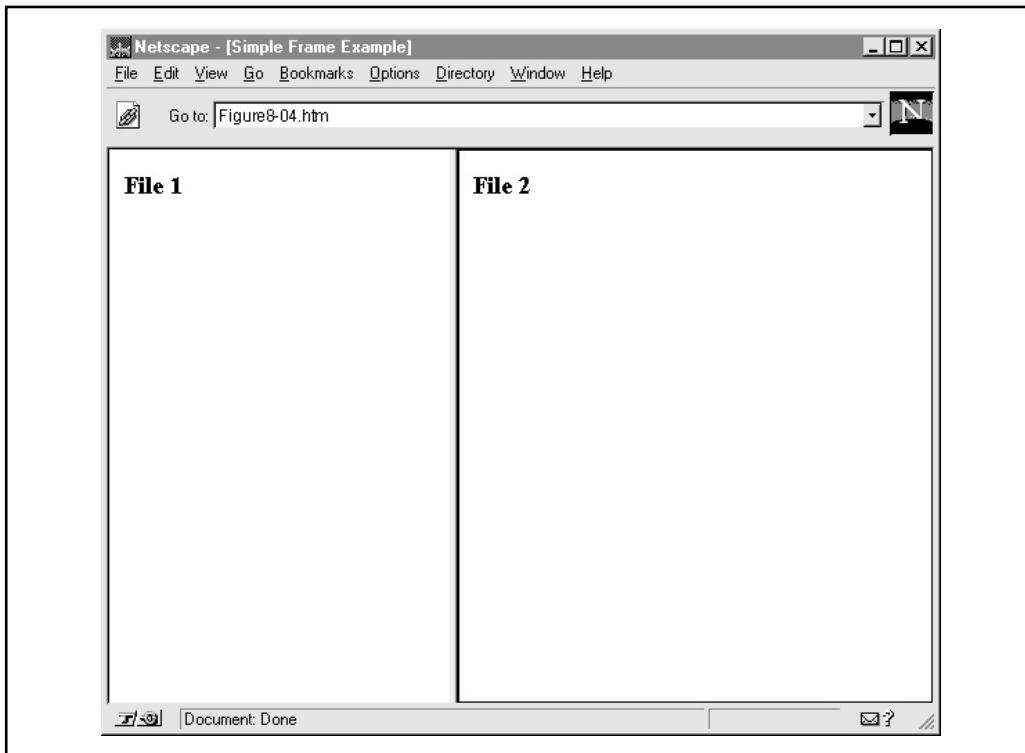 Netscape - [Simple Frame Example]
File Edit View Go Bookmarks Options Directory Window Help
Go to: Figure8-04.htm
N
File 1
File 2
Document: Done
?